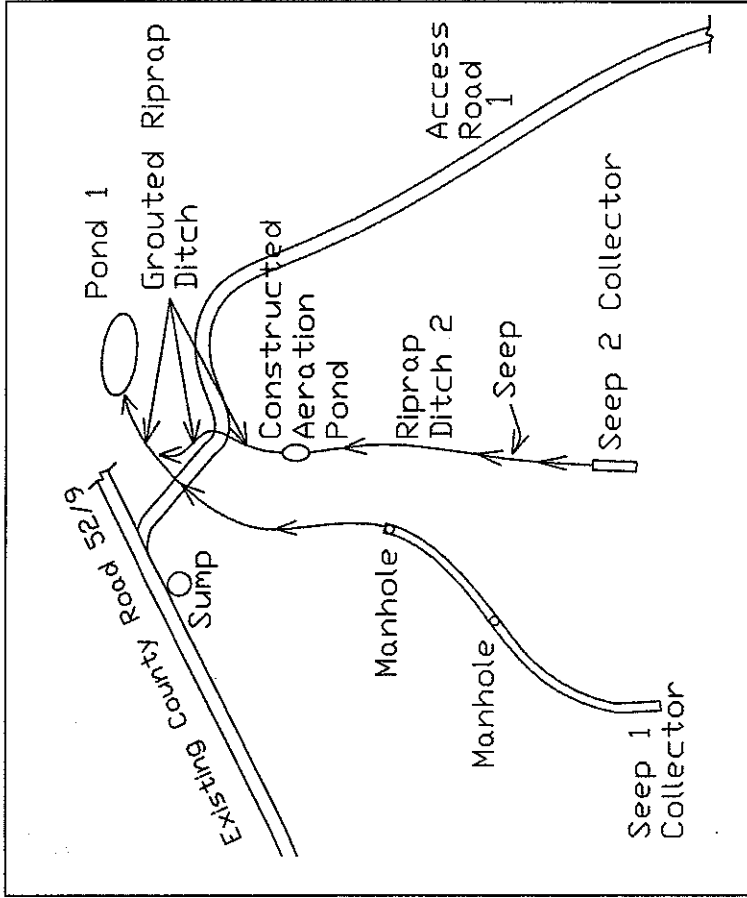 Pond 1
Grouted Riprap
Ditch
Access
Road
1
Existing County Road 52/9
Sump
Constructed
Aeration
Pond
Riprap
Ditch 2
Seep
Seep 2 Collector
Manhole
Manhole
Seep 1
Collector